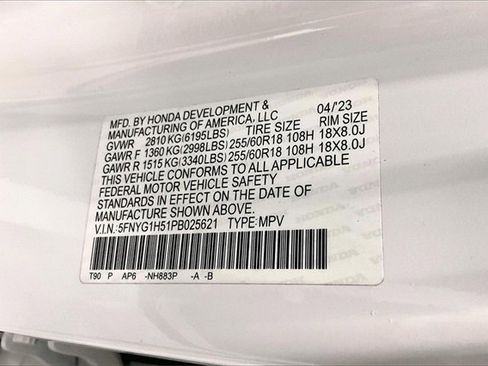 MFD. BY HONDA DEVELOPMENT & 04/'23
MANUFACTURING OF AMERICA, LLC
GVWR 2810 KG(6195LBS) TIRE SIZE RIM SIZE
GAWR F 1360 KG(2998LBS) 255/60R18 108H 18X8.0J
GAWR R 1515 KG(3340LBS) 255/60R18 108H 18X8.0J
THIS VEHICLE CONFORMS TO ALL APPLICABLE
FEDERAL MOTOR VEHICLE SAFETY
STANDARDS IN EFFECT ON THE DATE OF
MANUFACTURE SHOWN ABOVE.
V.I.N.:5FNYG1H51PB025621 TYPE:MPV
T90 P AP6 -NH883P -A -B